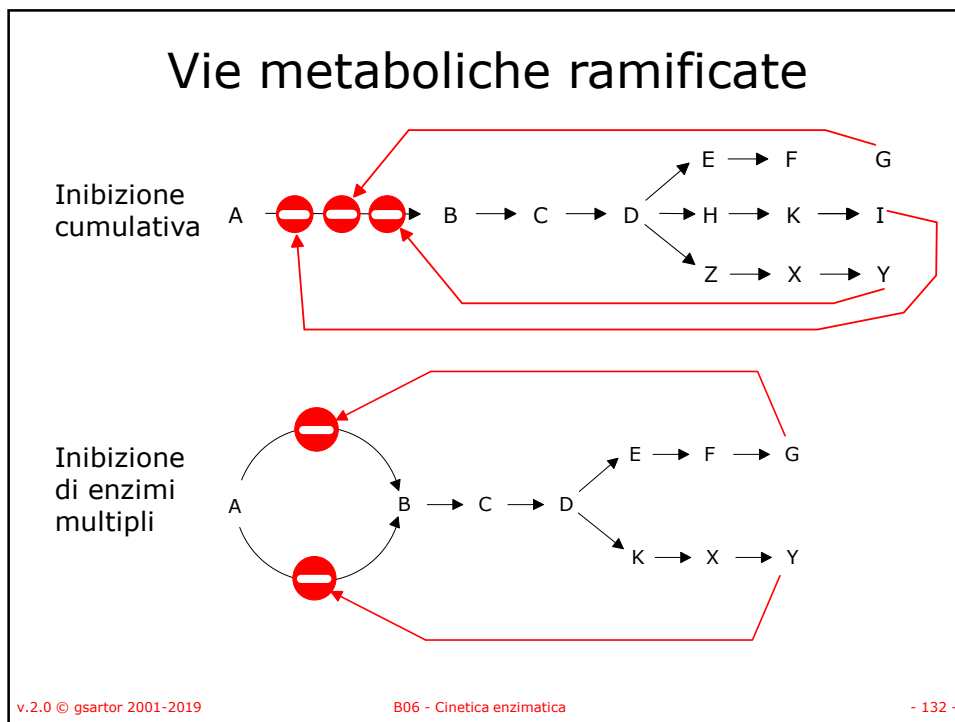 Vie metaboliche ramificate
Inibizione
cumulativa
E F G
A B C D H K I
Z X Y
Inibizione
di enzimi
multipli
E F G
A B C D
K X Y
v.2.0 © gsartor 2001-2019 B06 - Cinetica enzimatica - 132 -